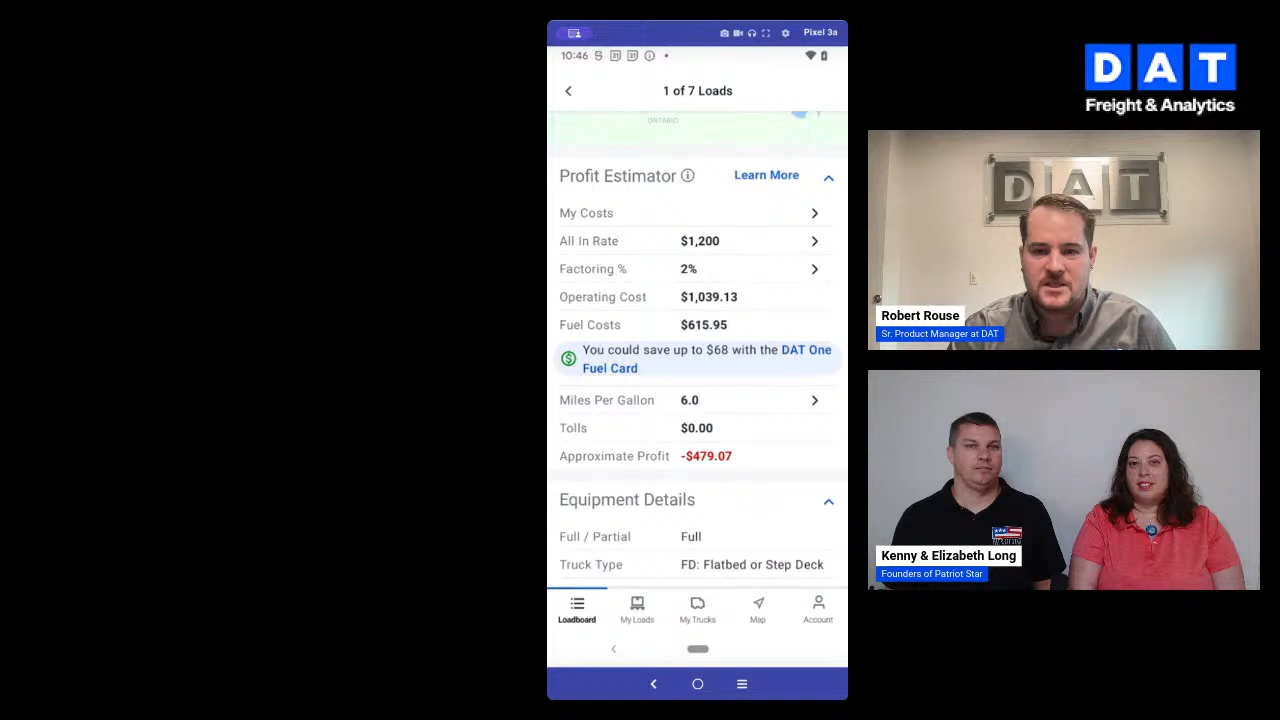 Pixel 3a
10:46
31
31
1 of 7 Loads
ONTARIO
Profit Estimator
Learn More
My Costs
All In Rate $1,200
Factoring % 2%
Operating Cost $1,039.13
Fuel Costs $615.95
You could save up to $68 with the DAT One
Fuel Card
Miles Per Gallon 6.0
Tolls $0.00
Approximate Profit -$479.07
Equipment Details
Full / Partial Full
Truck Type FD: Flatbed or Step Deck
Loadboard
My Loads
My Trucks
Map
Account
DAT
Freight & Analytics
DAT
Robert Rouse
Sr. Product Manager at DAT
Kenny & Elizabeth Long
Founders of Patriot Star